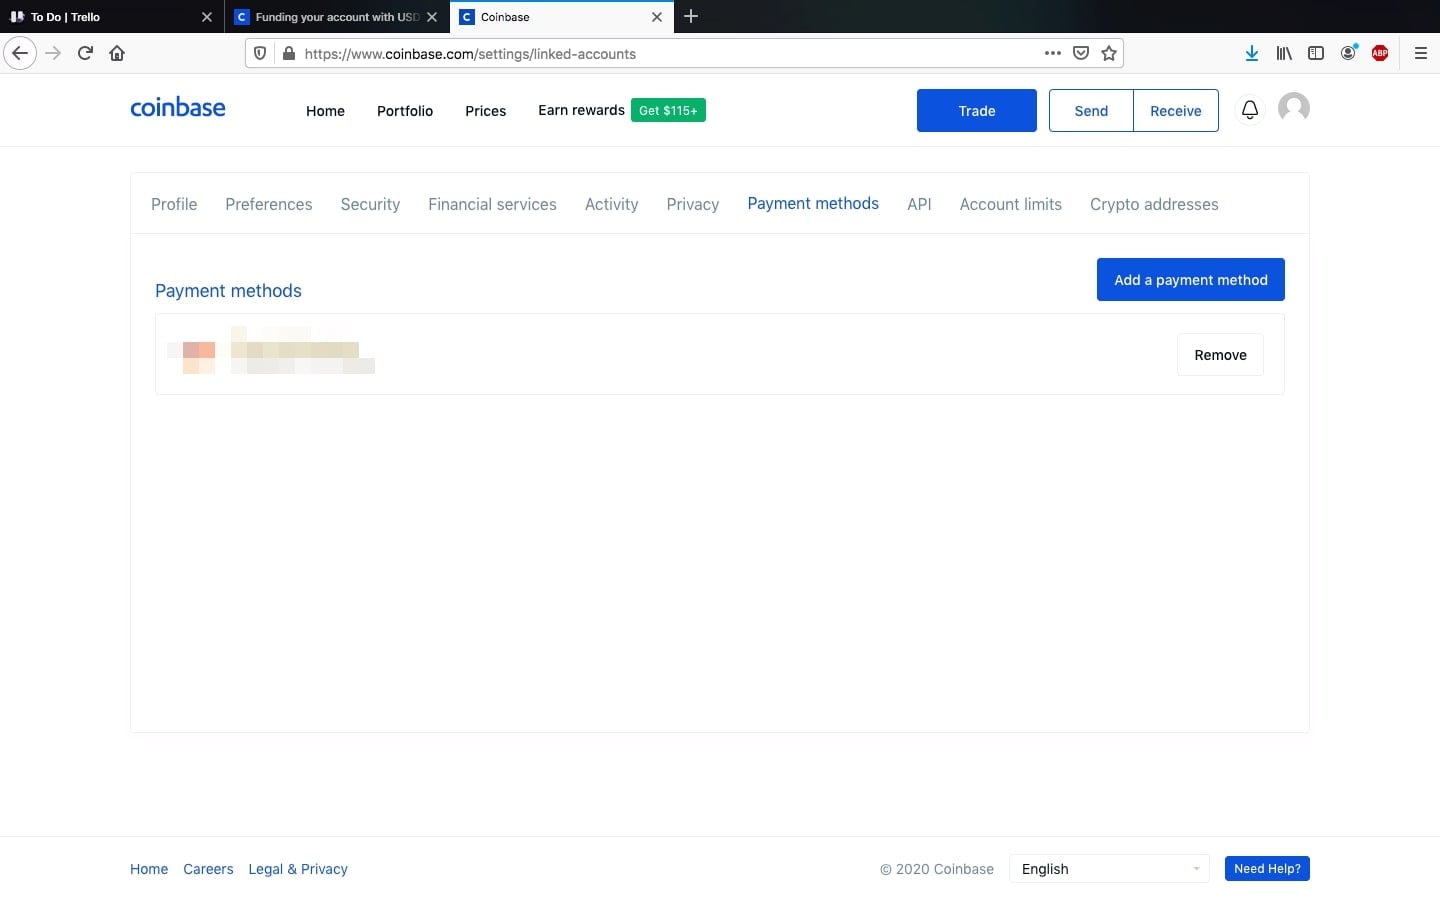 To Do | Trello
Funding your account with USD
Coinbase
https://www.coinbase.com/settings/linked-accounts
ABP
coinbase
Home
Portfolio
Prices
Earn rewards
Get $115+
Trade
Send
Receive
Profile
Preferences
Security
Financial services
Activity
Privacy
Payment methods
API
Account limits
Crypto addresses
Payment methods
Add a payment method
Remove
Home
Careers
Legal & Privacy
© 2020 Coinbase
English
Need Help?